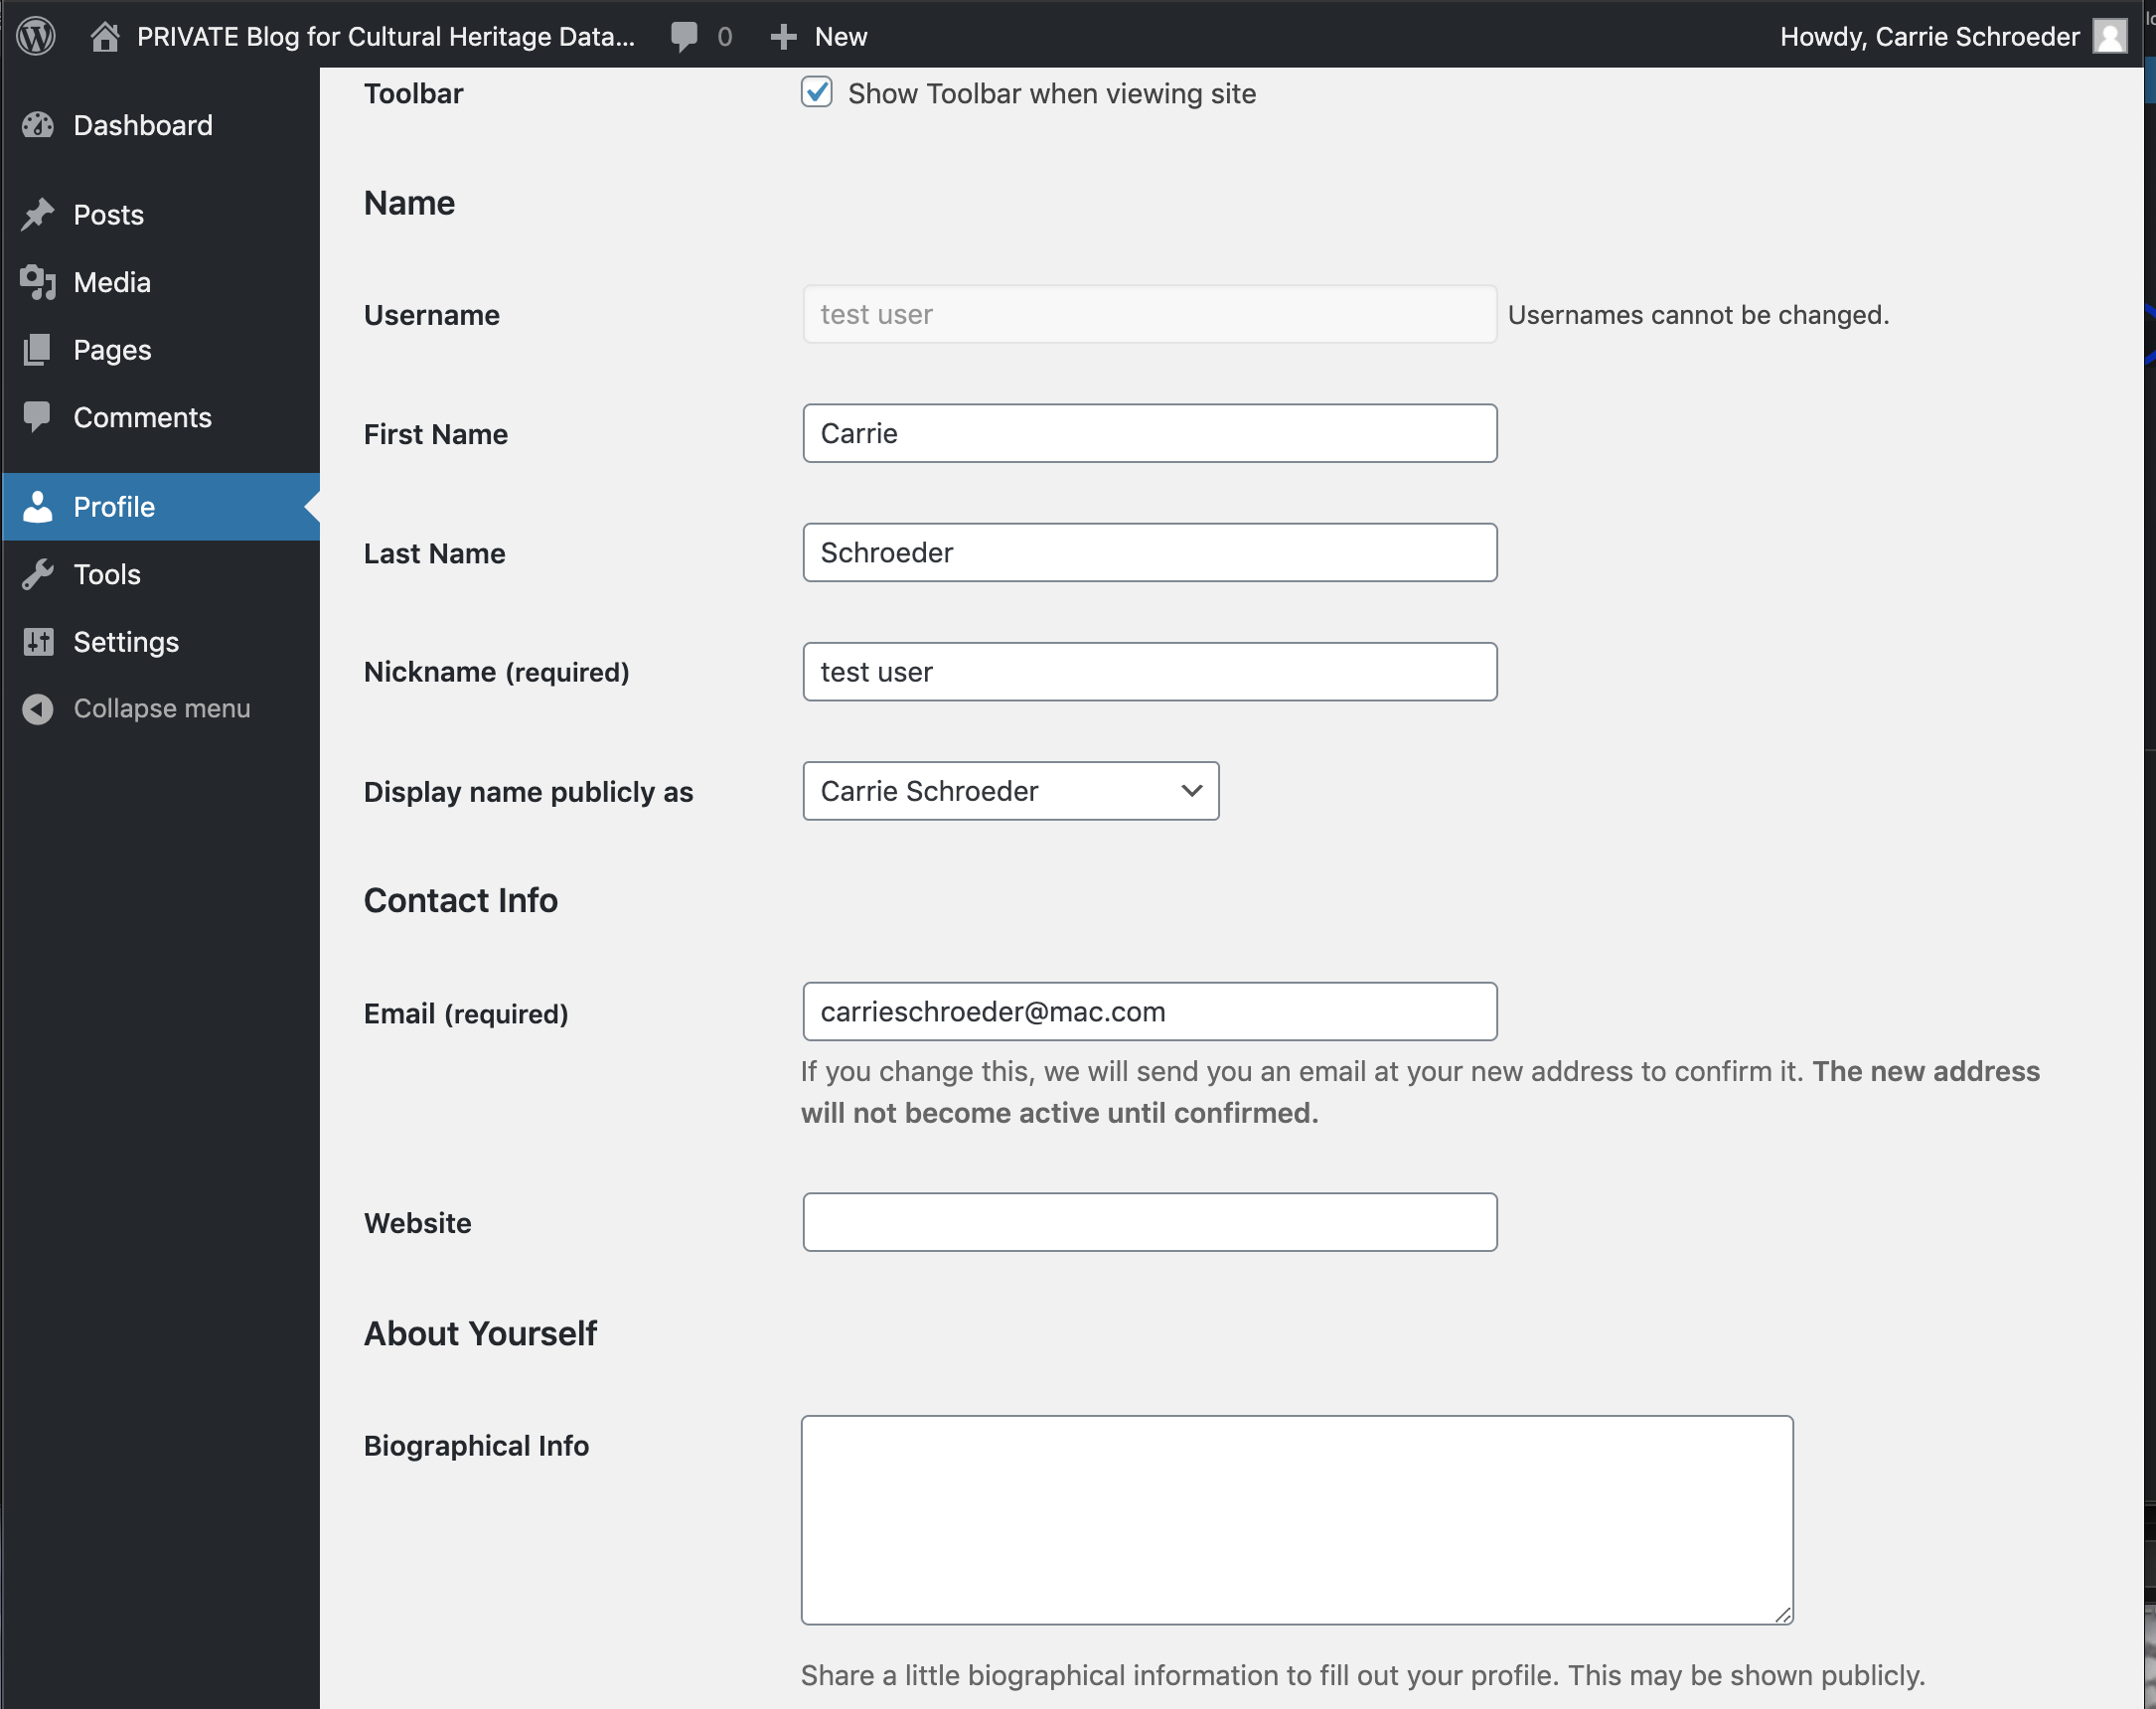 PRIVATE Blog for Cultural Heritage Data... 0 New Howdy, Carrie Schroeder
Dashboard
Posts
Media
Pages
Comments
Profile
Tools
Settings
Collapse menu
Toolbar Show Toolbar when viewing site
Name
Username test user Usernames cannot be changed.
First Name Carrie
Last Name Schroeder
Nickname (required) test user
Display name publicly as Carrie Schroeder
Contact Info
Email (required) carrieschroeder@mac.com
If you change this, we will send you an email at your new address to confirm it. The new address
will not become active until confirmed.
Website
About Yourself
Biographical Info
Share a little biographical information to fill out your profile. This may be shown publicly.